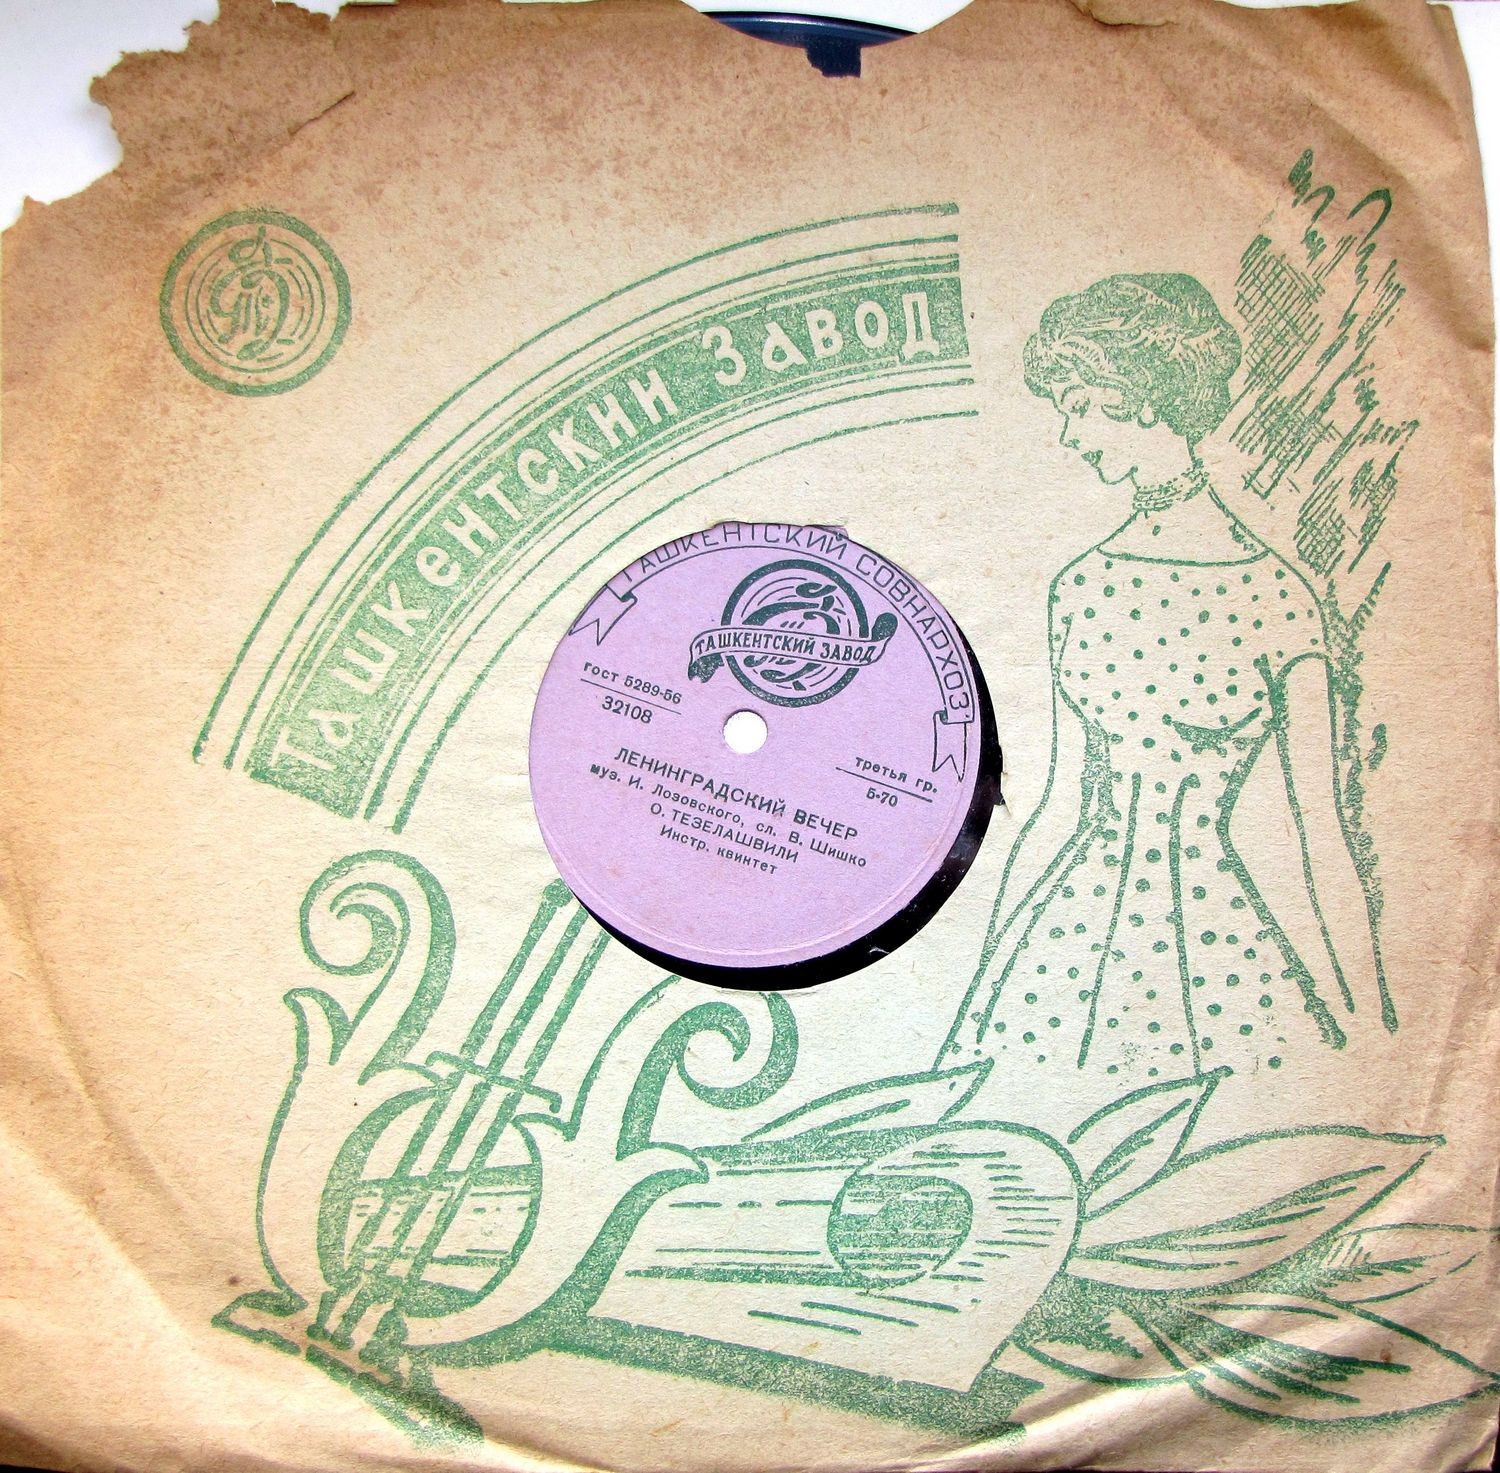 Ташкентский Завод
ТАШКЕНТСКИЙ СОВНАРХОЗ
ТАШКЕНТСКИЙ ЗАВОД
гост 5289-56
32108
третья гр.
Б-70
ЛЕНИНГРАДСКИЙ ВЕЧЕР
муз. И. Лозовского, сл. В. Шишко
О. ТЕЗЕЛАШВИЛИ
Инстр. квинтет